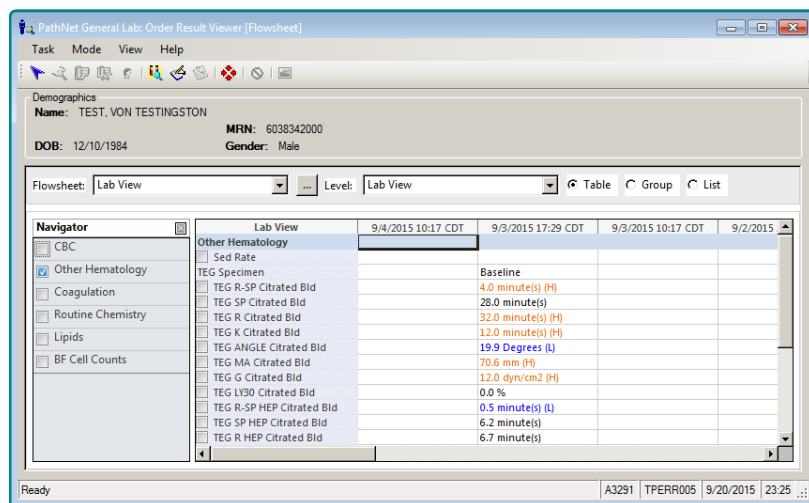 PathNet General Lab: Order Result Viewer [Flowsheet]
Task Mode View Help
Demographics
Name: TEST, VON TESTINGSTON
MRN: 6038342000
DOB: 12/10/1984 Gender: Male
Flowsheet: Lab View ... Level: Lab View Table Group List
Navigator
CBC
Other Hematology
Coagulation
Routine Chemistry
Lipids
BF Cell Counts
Lab View 9/4/2015 10:17 CDT 9/3/2015 17:29 CDT 9/3/2015 10:17 CDT 9/2/2015
Other Hematology
Sed Rate
TEG Specimen Baseline
TEG R-SP Citrated Bld 4.0 minute(s) (H)
TEG SP Citrated Bld 28.0 minute(s)
TEG R Citrated Bld 32.0 minute(s) (H)
TEG K Citrated Bld 12.0 minute(s) (H)
TEG ANGLE Citrated Bld 19.9 Degrees (L)
TEG MA Citrated Bld 70.6 mm (H)
TEG G Citrated Bld 12.0 dyn/cm2 (H)
TEG LY30 Citrated Bld 0.0 %
TEG R-SP HEP Citrated Bld 0.5 minute(s) (L)
TEG SP HEP Citrated Bld 6.2 minute(s)
TEG R HEP Citrated Bld 6.7 minute(s)
Ready A3291 TPERR005 9/20/2015 23:25